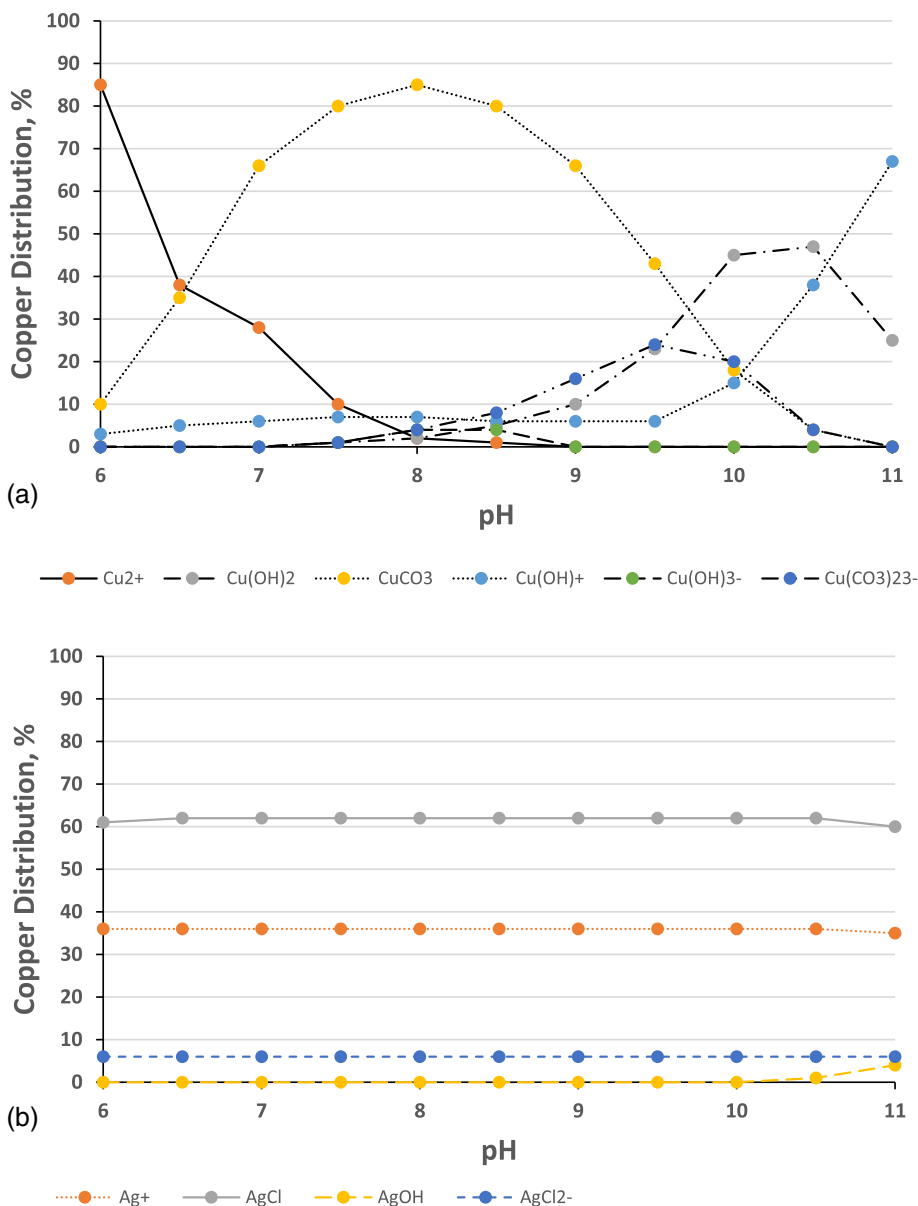 100
90
80
70
60
50
40
30
20
10
0
Copper Distribution, %
6 7 8 9 10 11
(a)
pH
Cu2+ Cu(OH)2 CuCO3 Cu(OH)+ Cu(OH)3- Cu(CO3)23-
100
90
80
70
60
50
40
30
20
10
0
Copper Distribution, %
6 7 8 9 10 11
(b)
pH
Ag+ AgCl AgOH AgCl2-